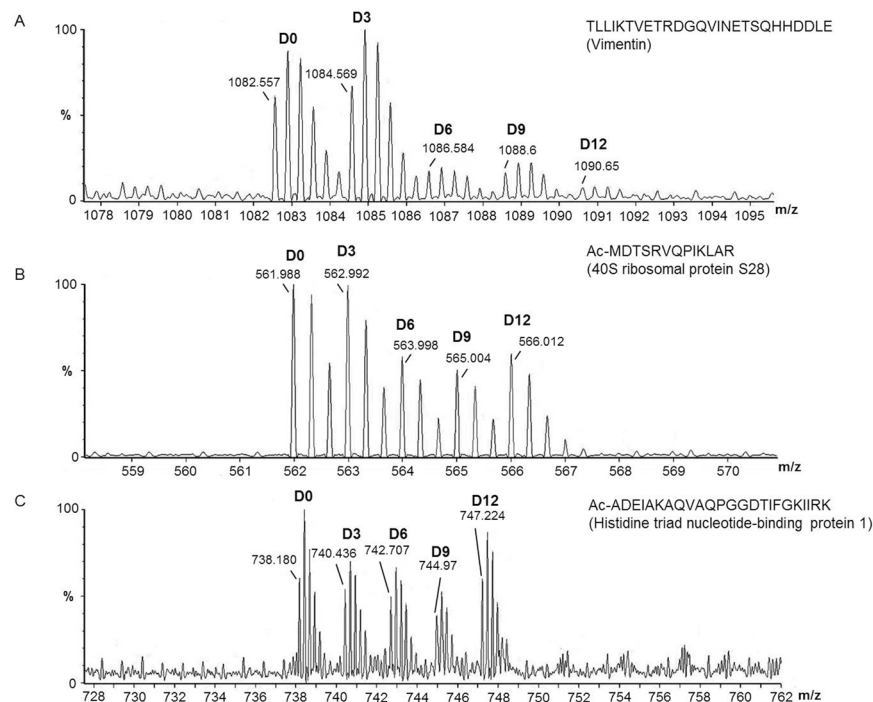 A
TLLIKTVETRDGQVINETSQHHDDLE
(Vimentin)
100
%
0
D0
D3
D6
D9
D12
1082.557
1084.569
1086.584
1088.6
1090.65
1078 1079 1080 1081 1082 1083 1084 1085 1086 1087 1088 1089 1090 1091 1092 1093 1094 1095 m/z
B
Ac-MDTSRVQPIKLAR
(40S ribosomal protein S28)
100
%
0
D0
D3
D6
D9
D12
561.988
562.992
563.998
565.004
566.012
559 560 561 562 563 564 565 566 567 568 569 570 m/z
C
Ac-ADEIAKAQVAQPGGDTIFGKIIRK
(Histidine triad nucleotide-binding protein 1)
100
%
0
D0
D3
D6
D9
D12
738.180
740.436
742.707
744.97
747.224
728 730 732 734 736 738 740 742 744 746 748 750 752 754 756 758 760 762 m/z